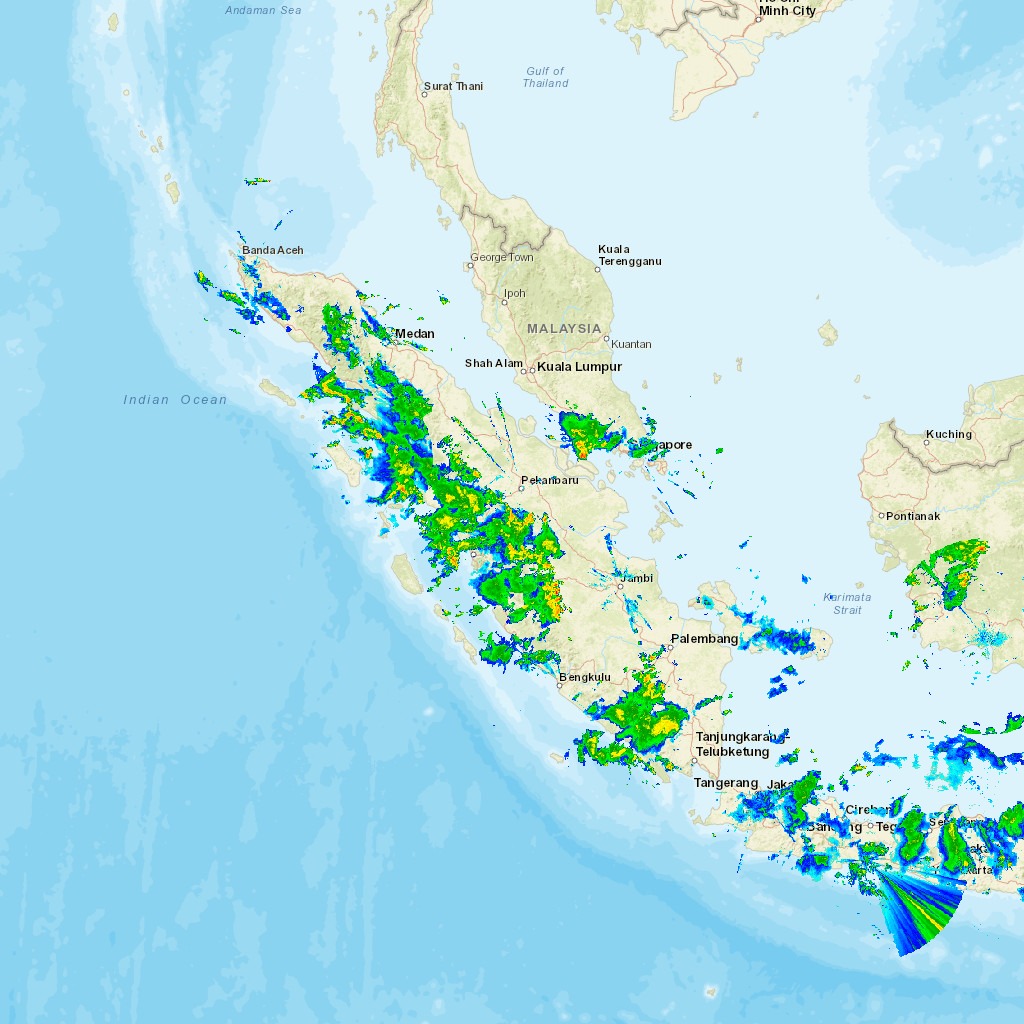 Andaman Sea
Minh City
Gulf of
Thailand
Surat Thani
Banda Aceh
George Town
Kuala
Terengganu
Ipoh
MALAYSIA
Medan
Kuantan
Shah Alam
Kuala Lumpur
Indian Ocean
Kuching
Pekanbaru
Pontianak
Jambi
Karimata
Strait
Palembang
Bengkulu
Tanjungkarang-
Telubketung
Tangerang